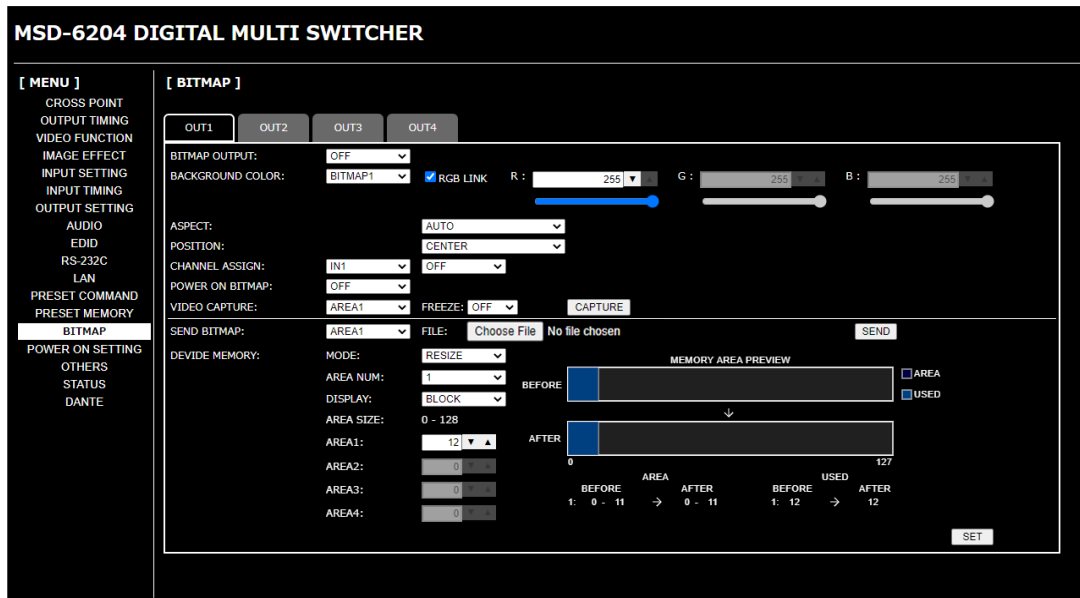 MSD-6204 DIGITAL MULTI SWITCHER
[ MENU ]
CROSS POINT
OUTPUT TIMING
VIDEO FUNCTION
IMAGE EFFECT
INPUT SETTING
INPUT TIMING
OUTPUT SETTING
AUDIO
EDID
RS-232C
LAN
PRESET COMMAND
PRESET MEMORY
BITMAP
POWER ON SETTING
OTHERS
STATUS
DANTE
[ BITMAP ]
OUT1 OUT2 OUT3 OUT4
BITMAP OUTPUT: OFF
BACKGROUND COLOR: BITMAP1 RGB LINK R : 255 G : 255 B : 255
ASPECT: AUTO
POSITION: CENTER
CHANNEL ASSIGN: IN1 OFF
POWER ON BITMAP: OFF
VIDEO CAPTURE: AREA1 FREEZE: OFF CAPTURE
SEND BITMAP: AREA1 FILE: Choose File No file chosen SEND
DEVIDE MEMORY: MODE: RESIZE
AREA NUM: 1
DISPLAY: BLOCK
AREA SIZE: 0 - 128
AREA1: 12
AREA2: 0
AREA3: 0
AREA4: 0
MEMORY AREA PREVIEW
BEFORE
AREA
USED
↓
AFTER
0 127
AREA USED
BEFORE AFTER BEFORE AFTER
1: 0 - 11 → 0 - 11 1: 12 → 12
SET